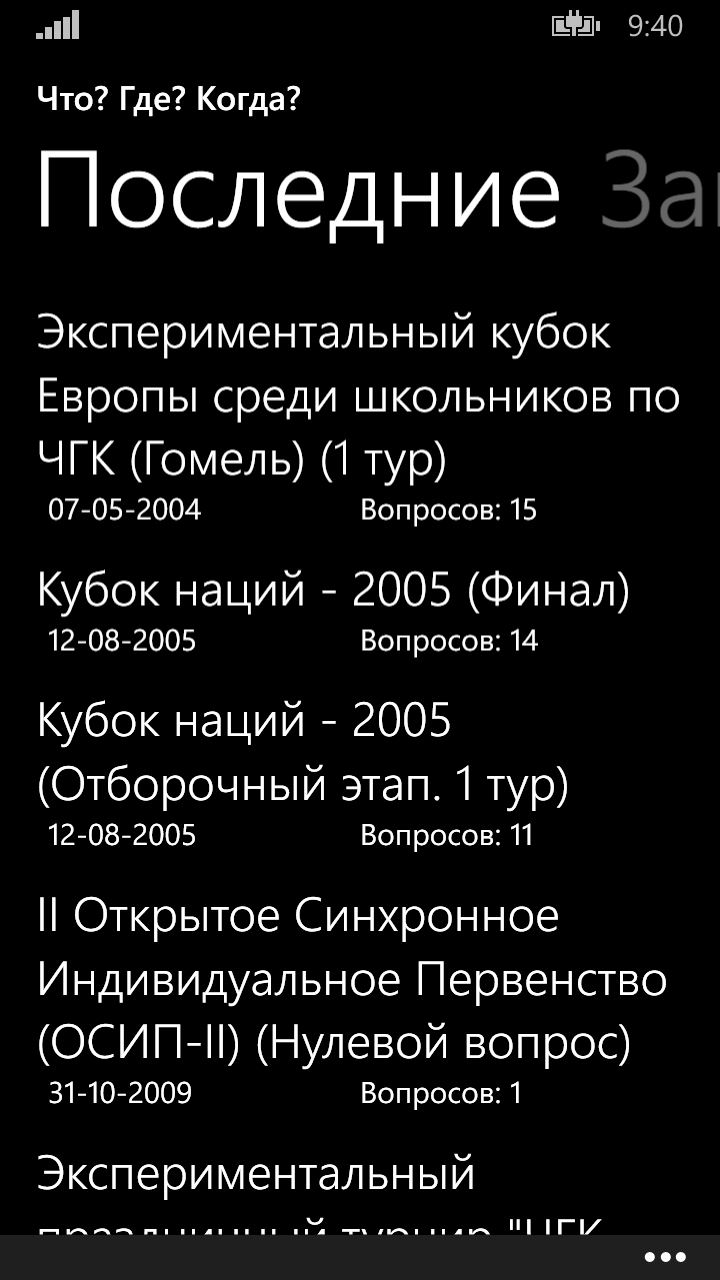 9:40
Что? Где? Когда?
Последние
Экспериментальный кубок
Европы среди школьников по
ЧГК (Гомель) (1 тур)
07-05-2004 Вопросов: 15
Кубок наций - 2005 (Финал)
12-08-2005 Вопросов: 14
Кубок наций - 2005
(Отборочный этап. 1 тур)
12-08-2005 Вопросов: 11
II Открытое Синхронное
Индивидуальное Первенство
(ОСИП-II) (Нулевой вопрос)
31-10-2009 Вопросов: 1
Экспериментальный
праздничный турнир "ЧГК